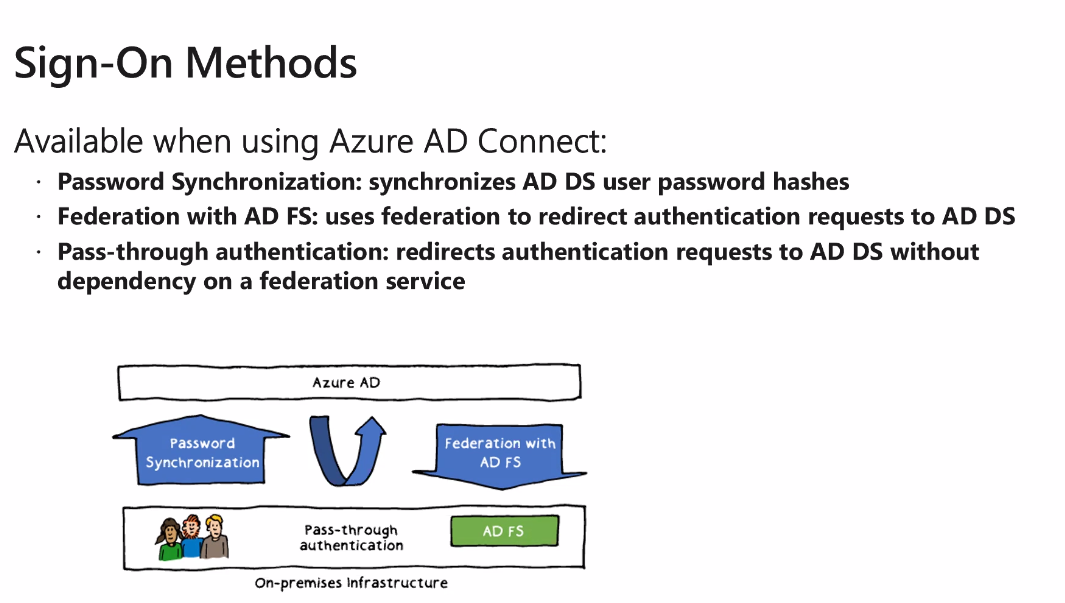 Sign-On Methods
Available when using Azure AD Connect:
· Password Synchronization: synchronizes AD DS user password hashes
· Federation with AD FS: uses federation to redirect authentication requests to AD DS
· Pass-through authentication: redirects authentication requests to AD DS without
dependency on a federation service
Azure AD
Password
Synchronization
Federation with
AD FS
Pass-through
authentication
AD FS
On-premises Infrastructure